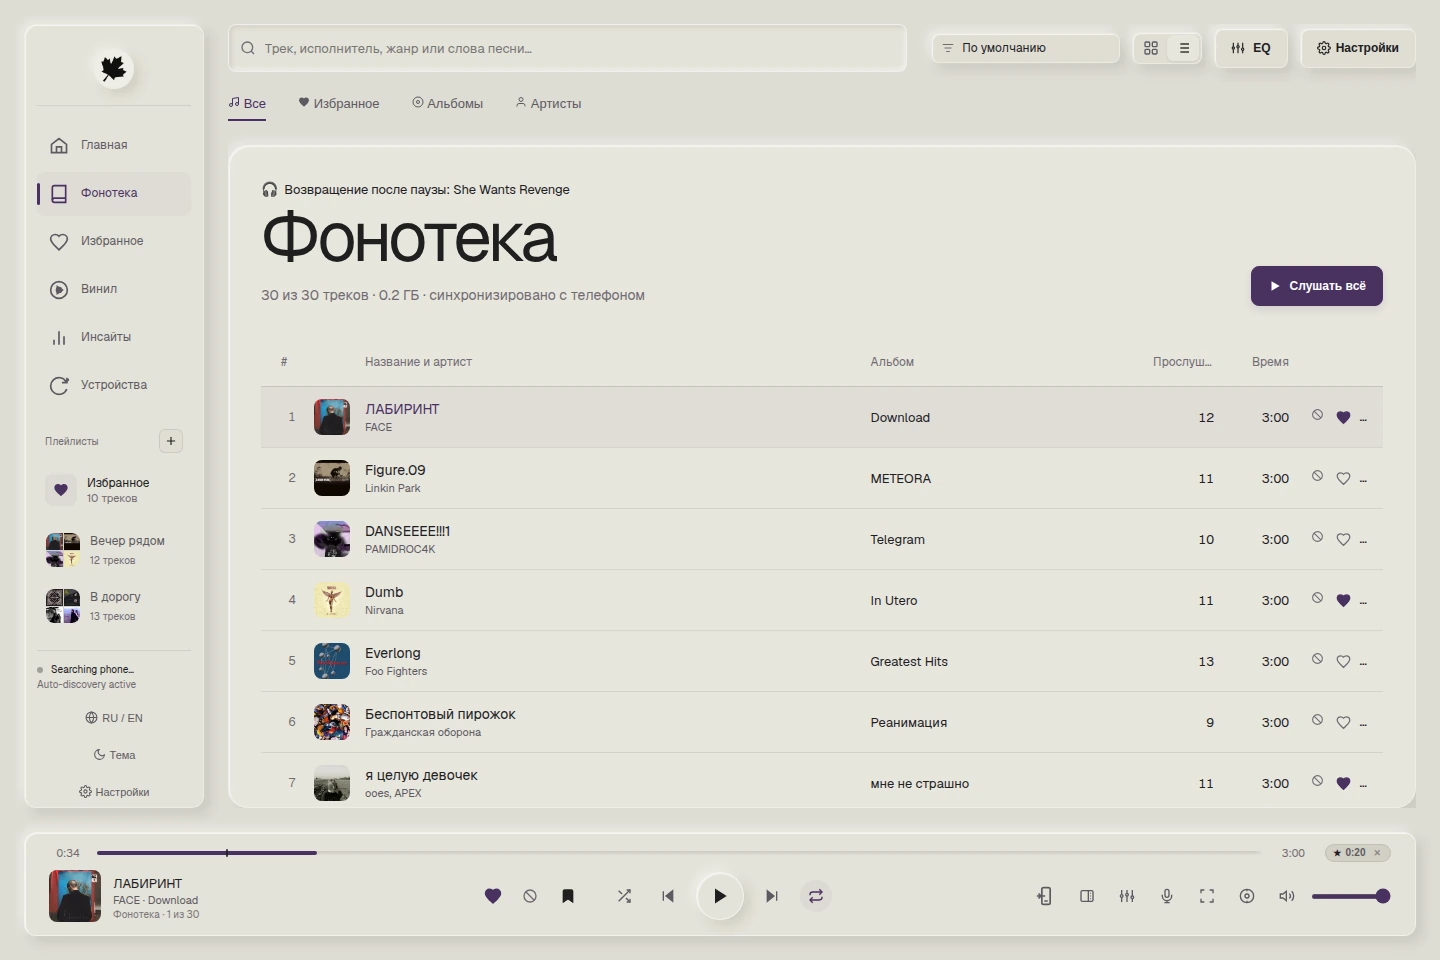 Трек, исполнитель, жанр или слова песни…
По умолчанию
EQ
Настройки
Все
Избранное
Альбомы
Артисты
Главная
Фонотека
Избранное
Винил
Инсайты
Устройства
Плейлисты
+
Избранное
10 треков
Вечер рядом
12 треков
В дорогу
13 треков
Searching phone…
Auto-discovery active
RU / EN
Тема
Настройки
🎧 Возвращение после паузы: She Wants Revenge
Фонотека
30 из 30 треков · 0.2 ГБ · синхронизировано с телефоном
Слушать всё
# Название и артист Альбом Прослуш… Время
1 ЛАБИРИНТ Download 12 3:00 …
FACE
2 Figure.09 METEORA 11 3:00 …
Linkin Park
3 DANSEEEE!!!1 Telegram 10 3:00 …
PAMIDROC4K
4 Dumb In Utero 11 3:00 …
Nirvana
5 Everlong Greatest Hits 13 3:00 …
Foo Fighters
6 Беспонтовый пирожок Реанимация 9 3:00 …
Гражданская оборона
7 я целую девочек мне не страшно 11 3:00 …
ooes, APEX
0:34 3:00 ★ 0:20 ×
ЛАБИРИНТ
FACE · Download
Фонотека · 1 из 30